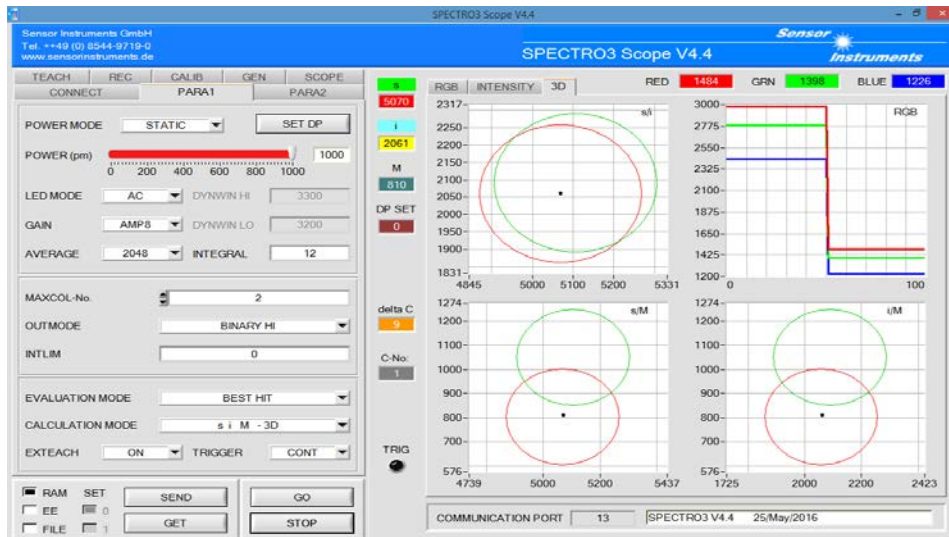 SPECTRO3 Scope V4.4
Sensor Instruments GmbH
Tel. ++49 (0) 8544-9719-0
www.sensorinstruments.de
SPECTRO3 Scope V4.4
Sensor Instruments
TEACH REC CALIB GEN SCOPE
CONNECT PARA1 PARA2
POWER MODE STATIC SET DP
POWER (pm) 1000
0 200 400 600 800 1000
LED MODE AC DYNWIN HI 3300
GAIN AMP8 DYNWIN LO 3200
AVERAGE 2048 INTEGRAL 12
MAXCOL-No. 2
OUTMODE BINARY HI
INTLIM 0
EVALUATION MODE BEST HIT
CALCULATION MODE s i M - 3D
EXTEACH ON TRIGGER CONT
RAM SET SEND GO
EE 0
FILE 1 GET STOP
s
5070
i
2061
M
810
DP SET
0
delta C
9
C-No:
1
TRIG
RGB INTENSITY 3D RED 1484 GRN 1398 BLUE 1226
s/i
2317-
2250-
2200-
2150-
2100-
2050-
2000-
1950-
1900-
1831-
4845 5000 5100 5200 5331
RGB
3000-
2775-
2550-
2325-
2100-
1875-
1650-
1425-
1200-
0 100
s/M
1274-
1200-
1100-
1000-
900-
800-
700-
576-
4739 5000 5200 5437
i/M
1274-
1200-
1100-
1000-
900-
800-
700-
576-
1725 2000 2200 2423
COMMUNICATION PORT 13 SPECTRO3 V4.4 25/May/2016